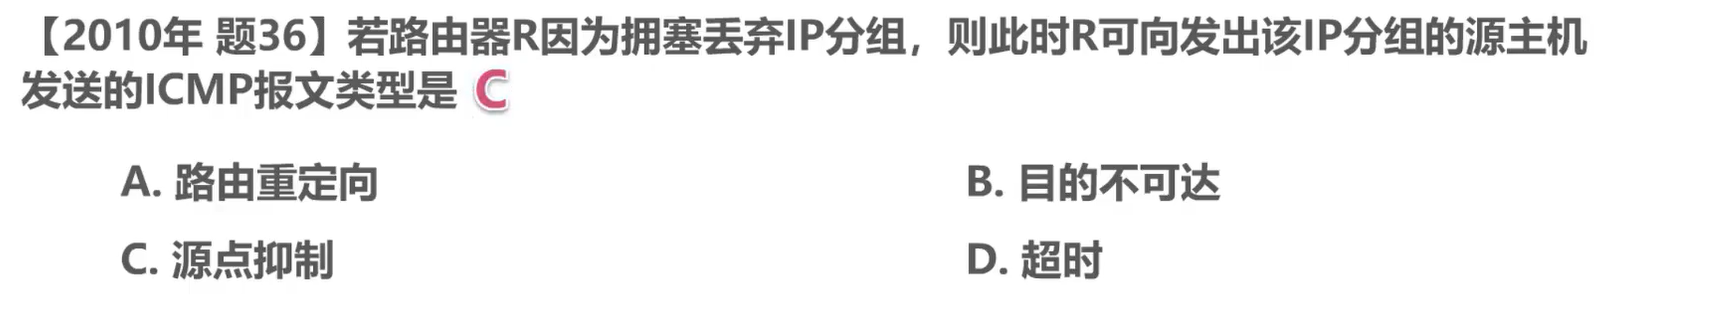 【2010年 题36】若路由器R因为拥塞丢弃IP分组，则此时R可向发出该IP分组的源主机
发送的ICMP报文类型是 C
A. 路由重定向 B. 目的不可达
C. 源点抑制 D. 超时